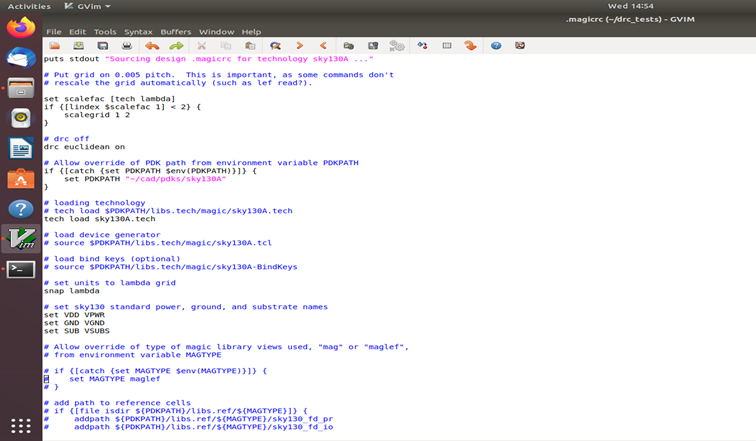 Activities GVim Wed 14:54
.magicrc (~/drc_tests) - GVIM
File Edit Tools Syntax Buffers Window Help
puts stdout "Sourcing design .magicrc for technology sky130A ..."
# Put grid on 0.005 pitch.  This is important, as some commands don't
# rescale the grid automatically (such as lef read?).
set scalefac [tech lambda]
if {[lindex $scalefac 1] < 2} {
    scalegrid 1 2
}
# drc off
drc euclidean on
# Allow override of PDK path from environment variable PDKPATH
if {[catch {set PDKPATH $env(PDKPATH)}]} {
    set PDKPATH "~/cad/pdks/sky130A"
}
# loading technology
# tech load $PDKPATH/libs.tech/magic/sky130A.tech
tech load sky130A.tech
# load device generator
# source $PDKPATH/libs.tech/magic/sky130A.tcl
# load bind keys (optional)
# source $PDKPATH/libs.tech/magic/sky130A-BindKeys
# set units to lambda grid
snap lambda
# set sky130 standard power, ground, and substrate names
set VDD VPWR
set GND VGND
set SUB VSUBS
# Allow override of type of magic library views used, "mag" or "maglef",
# from environment variable MAGTYPE
# if {[catch {set MAGTYPE $env(MAGTYPE)}]} {
#    set MAGTYPE maglef
# }
# add path to reference cells
# if {[file isdir ${PDKPATH}/libs.ref/${MAGTYPE}]} {
#     addpath ${PDKPATH}/libs.ref/${MAGTYPE}/sky130_fd_pr
#     addpath ${PDKPATH}/libs.ref/${MAGTYPE}/sky130_fd_io